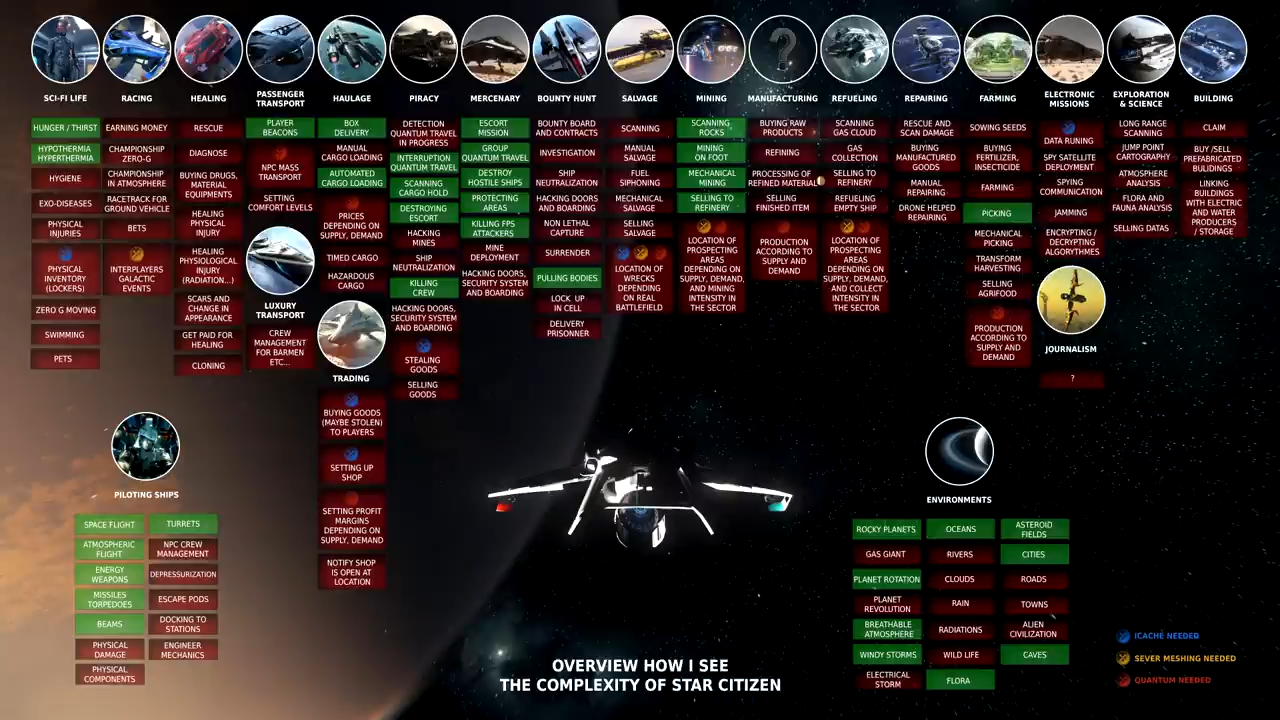 SCI-FI LIFE
HUNGER / THIRST
HYPOTHERMIA
HYPERTHERMIA
HYGIENE
EXO-DISEASES
PHYSICAL
INJURIES
PHYSICAL
INVENTORY
(LOCKERS)
ZERO G MOVING
SWIMMING
PETS
RACING
EARNING MONEY
CHAMPIONSHIP
ZERO-G
CHAMPIONSHIP
IN ATMOSPHERE
RACETRACK FOR
GROUND VEHICLE
BETS
INTERPLAYERS
GALACTIC
EVENTS
HEALING
RESCUE
DIAGNOSE
BUYING DRUGS,
MATERIAL
EQUIPMENTS
HEALING
PHYSICAL
INJURY
HEALING
PHYSIOLOGICAL
INJURY
(RADIATION...)
SCARS AND
CHANGE IN
APPEARANCE
GET PAID FOR
HEALING
CLONING
PASSENGER
TRANSPORT
PLAYER
BEACONS
NPC MASS
TRANSPORT
SETTING
COMFORT LEVELS
LUXURY
TRANSPORT
CREW
MANAGEMENT
FOR BARMEN
ETC...
HAULAGE
BOX
DELIVERY
MANUAL
CARGO LOADING
AUTOMATED
CARGO LOADING
PRICES
DEPENDING ON
SUPPLY, DEMAND
TIMED CARGO
HAZARDOUS
CARGO
TRADING
BUYING GOODS
(MAYBE STOLEN)
TO PLAYERS
SETTING UP
SHOP
SETTING PROFIT
MARGINS
DEPENDING ON
SUPPLY, DEMAND
NOTIFY SHOP
IS OPEN AT
LOCATION
PIRACY
DETECTION
QUANTUM TRAVEL
IN PROGRESS
INTERRUPTION
QUANTUM TRAVEL
SCANNING
CARGO HOLD
DESTROYING
ESCORT
HACKING
MINES
SHIP
NEUTRALIZATION
KILLING
CREW
HACKING DOORS,
SECURITY SYSTEM
AND BOARDING
STEALING
GOODS
SELLING
GOODS
MERCENARY
ESCORT
MISSION
GROUP
QUANTUM TRAVEL
DESTROY
HOSTILE SHIPS
PROTECTING
AREAS
KILLING FPS
ATTACKERS
MINE
DEPLOYMENT
HACKING DOORS,
SECURITY SYSTEM
AND BOARDING
BOUNTY HUNT
BOUNTY BOARD
AND CONTRACTS
INVESTIGATION
SHIP
NEUTRALIZATION
HACKING DOORS
AND BOARDING
NON LETHAL
CAPTURE
SURRENDER
PULLING BODIES
LOCK UP
IN CELL
DELIVERY
PRISONNER
SALVAGE
SCANNING
MANUAL
SALVAGE
FUEL
SIPHONING
MECHANICAL
SALVAGE
SELLING
SALVAGE
LOCATION OF
WRECKS
DEPENDING
ON REAL
BATTLEFIELD
MINING
SCANNING
ROCKS
MINING
ON FOOT
MECHANICAL
MINING
SELLING TO
REFINERY
LOCATION OF
PROSPECTING
AREAS
DEPENDING ON
SUPPLY, DEMAND,
AND MINING
INTENSITY IN
THE SECTOR
MANUFACTURING
BUYING RAW
PRODUCTS
REFINING
PROCESSING OF
REFINED MATERIAL
SELLING
FINISHED ITEM
PRODUCTION
ACCORDING TO
SUPPLY AND
DEMAND
REFUELING
SCANNING
GAS CLOUD
GAS
COLLECTION
SELLING TO
REFINERY
REFUELING
EMPTY SHIP
LOCATION OF
PROSPECTING
AREAS
DEPENDING ON
SUPPLY, DEMAND,
AND COLLECT
INTENSITY IN
THE SECTOR
REPAIRING
RESCUE AND
SCAN DAMAGE
BUYING
MANUFACTURED
GOODS
MANUAL
REPAIRING
DRONE HELPED
REPAIRING
FARMING
SOWING SEEDS
BUYING
FERTILIZER,
INSECTICIDE
FARMING
PICKING
MECHANICAL
PICKING
TRANSFORM
HARVESTING
SELLING
AGRIFOOD
PRODUCTION
ACCORDING TO
SUPPLY AND
DEMAND
ELECTRONIC
MISSIONS
DATA RUNING
SPY SATELLITE
DEPLOYMENT
SPYING
COMMUNICATION
JAMMING
ENCRYPTING /
DECRYPTING
ALGORYTHMES
JOURNALISM
?
EXPLORATION
& SCIENCE
LONG RANGE
SCANNING
JUMP POINT
CARTOGRAPHY
ATMOSPHERE
ANALYSIS
FLORA AND
FAUNA ANALYSIS
SELLING DATAS
BUILDING
CLAIM
BUY /SELL
PREFABRICATED
BUILDINGS
LINKING
BUILDINGS
WITH ELECTRIC
AND WATER
PRODUCERS
/ STORAGE
PILOTING SHIPS
SPACE FLIGHT
TURRETS
ATMOSPHERIC
FLIGHT
NPC CREW
MANAGEMENT
ENERGY
WEAPONS
DEPRESSURIZATION
MISSILES
TORPEDOES
ESCAPE PODS
BEAMS
DOCKING TO
STATIONS
PHYSICAL
DAMAGE
ENGINEER
MECHANICS
PHYSICAL
COMPONENTS
ENVIRONMENTS
ROCKY PLANETS
OCEANS
ASTEROID
FIELDS
GAS GIANT
RIVERS
CITIES
PLANET ROTATION
CLOUDS
ROADS
PLANET
REVOLUTION
RAIN
TOWNS
BREATHABLE
ATMOSPHERE
RADIATIONS
ALIEN
CIVILIZATION
WINDY STORMS
WILD LIFE
CAVES
ELECTRICAL
STORM
FLORA
ICACHE NEEDED
SEVER MESHING NEEDED
QUANTUM NEEDED
OVERVIEW HOW I SEE
THE COMPLEXITY OF STAR CITIZEN